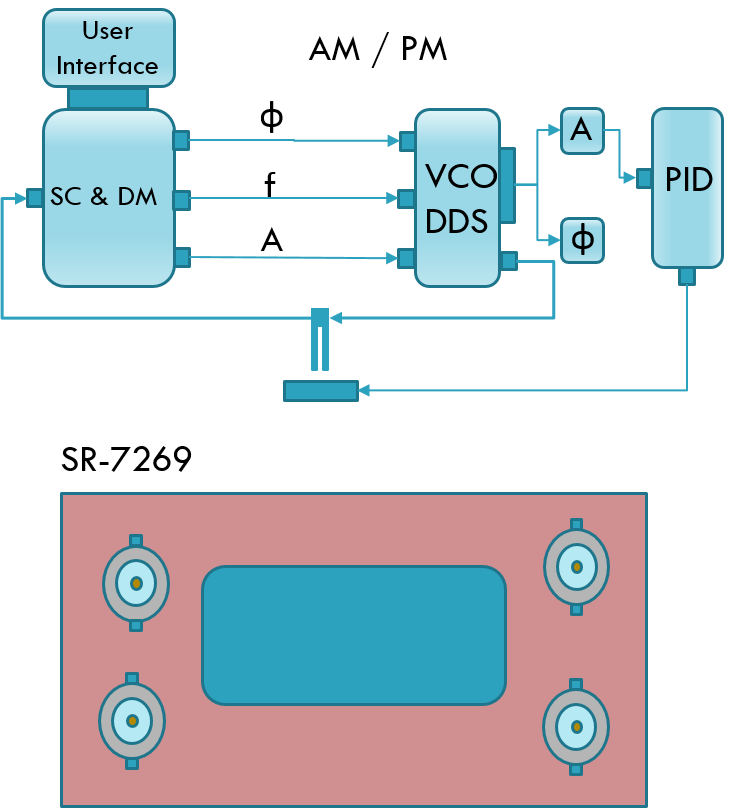 User
Interface
AM / PM
SC & DM
ϕ
f
A
VCO
DDS
A
ϕ
PID
SR-7269